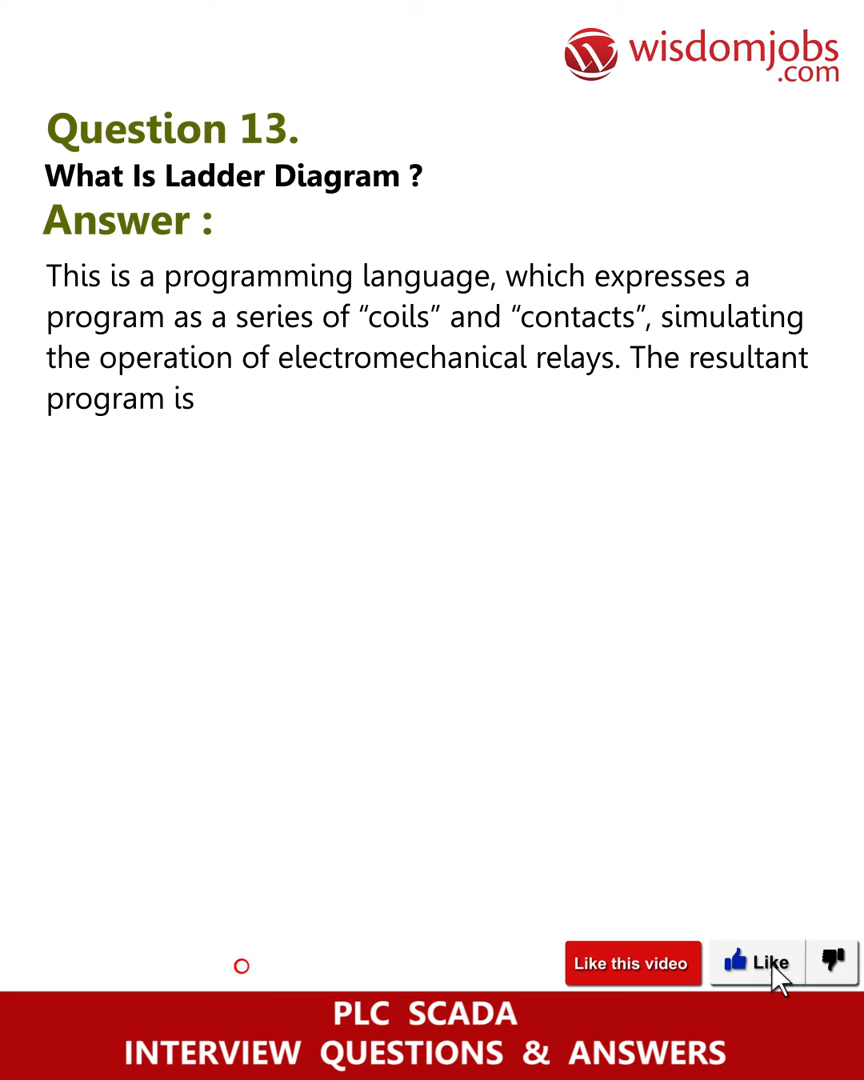 wisdomjobs
.com
Question 13.
What Is Ladder Diagram ?
Answer :
This is a programming language, which expresses a
program as a series of “coils” and “contacts”, simulating
the operation of electromechanical relays. The resultant
program is
Like this video
Like
PLC SCADA
INTERVIEW QUESTIONS & ANSWERS